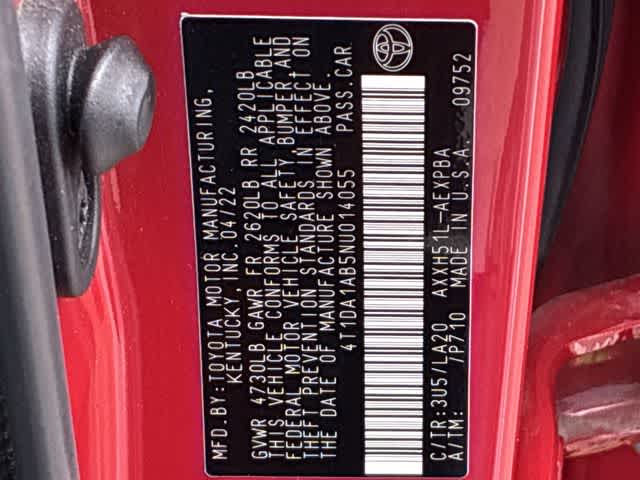 MFD.BY:TOYOTA MOTOR MANUFACTURING,
KENTUCKY, INC. 04/22
GVWR 4730LB GAWR FR 2620LB RR 2420LB
THIS VEHICLE CONFORMS TO ALL APPLICABLE
FEDERAL MOTOR VEHICLE SAFETY, BUMPER AND
THEFT PREVENTION STANDARDS IN EFFECT ON
THE DATE OF MANUFACTURE SHOWN ABOVE.
4T1DA1AB5NU014055 PASS. CAR
C/TR:3U5/LA20 AXXH51L-AEXPBA
A/TM: /P710 MADE IN U.S.A. 09752